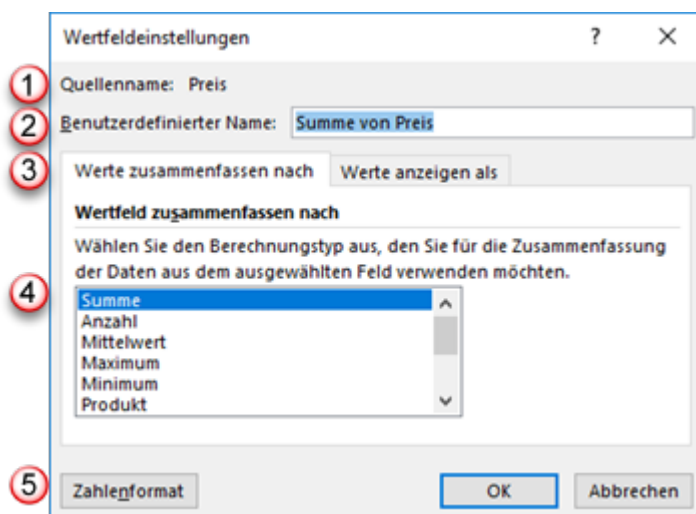 Wertfeldeinstellungen ? ×
1 Quellenname: Preis
2 Benutzerdefinierter Name: Summe von Preis
3 Werte zusammenfassen nach Werte anzeigen als
Wertfeld zusammenfassen nach
Wählen Sie den Berechnungstyp aus, den Sie für die Zusammenfassung
der Daten aus dem ausgewählten Feld verwenden möchten.
4 Summe
Anzahl
Mittelwert
Maximum
Minimum
Produkt
5 Zahlenformat OK Abbrechen